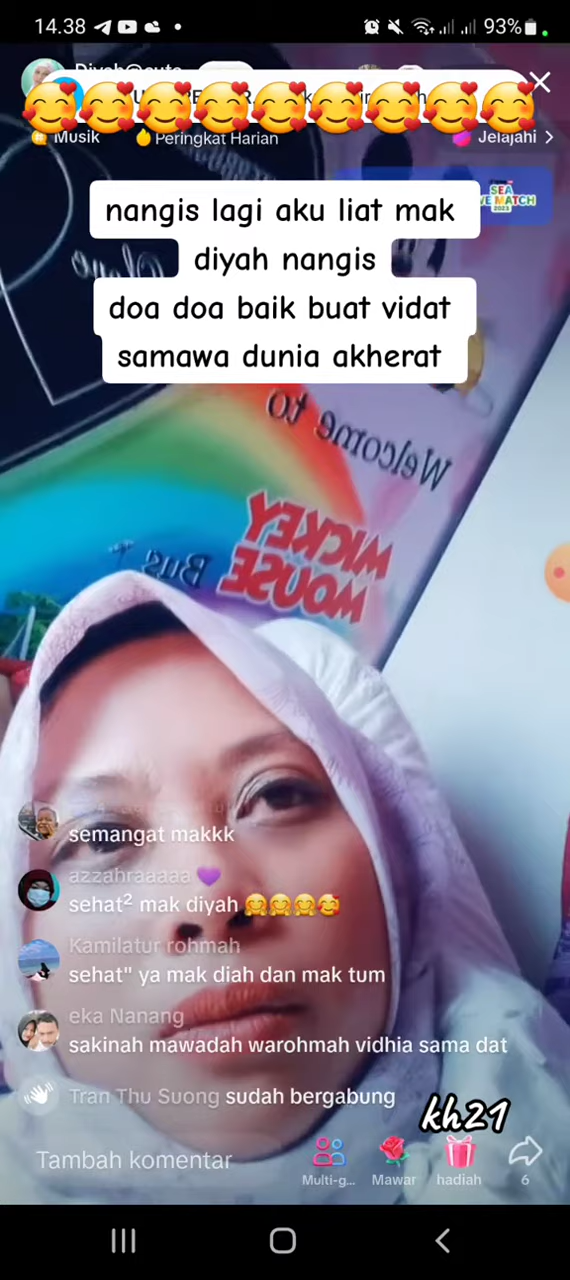 14.38
93%
Musik
Peringkat Harian
Jelajahi
SEA
nangis lagi aku liat mak
diyah nangis
doa doa baik buat vidat
samawa dunia akherat
Welcome to
MICKEY
MOUSE
semangat makkk
azzahraaaaa 💜
sehat² mak diyah 🤗🤗🤗🥰
Kamilatur rohmah
sehat" ya mak diah dan mak tum
eka Nanang
sakinah mawadah warohmah vidhia sama dat
Tran Thu Suong sudah bergabung
kh21
Tambah komentar
Multi-g...
Mawar
hadiah
6